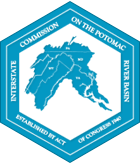 INTERSTATE
COMMISSION
ON THE POTOMAC
RIVER BASIN
ESTABLISHED BY ACT
OF CONGRESS 1940